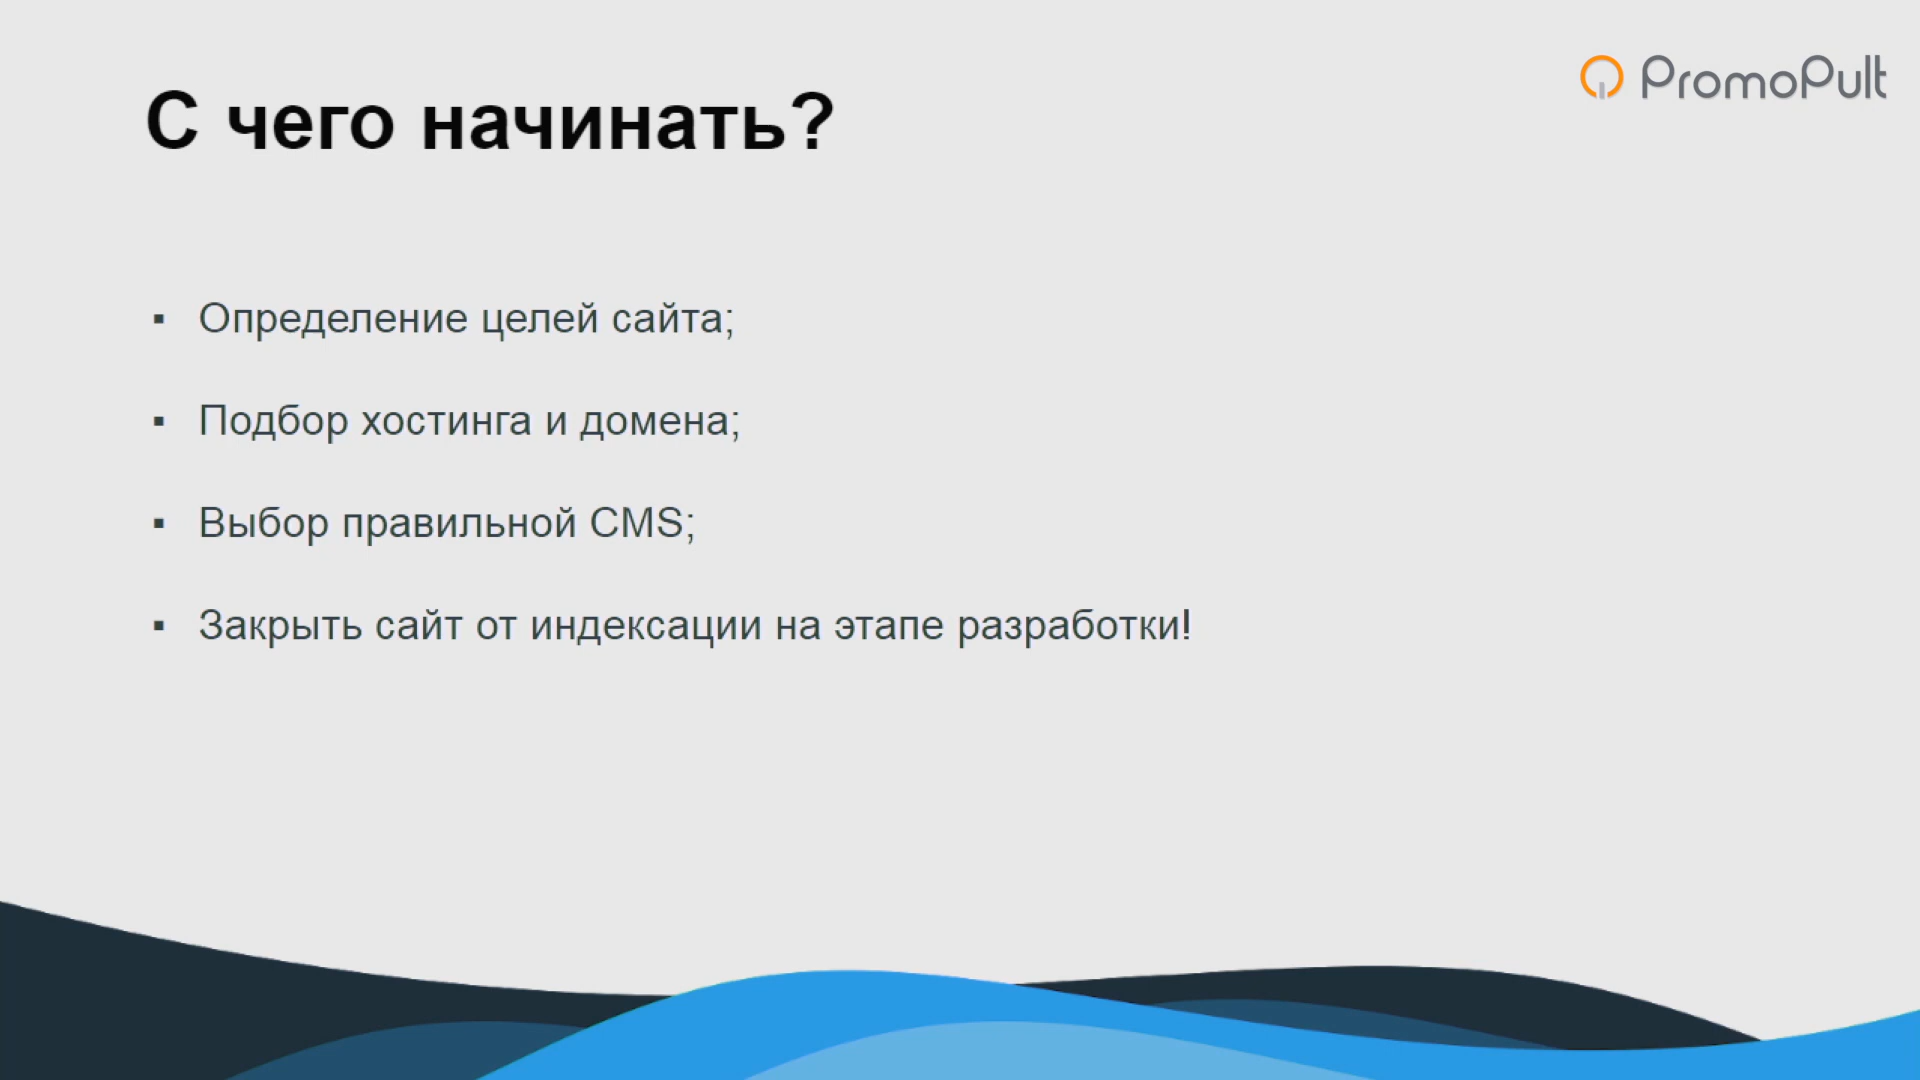 PromoPult
С чего начинать?
▪ Определение целей сайта;
▪ Подбор хостинга и домена;
▪ Выбор правильной CMS;
▪ Закрыть сайт от индексации на этапе разработки!